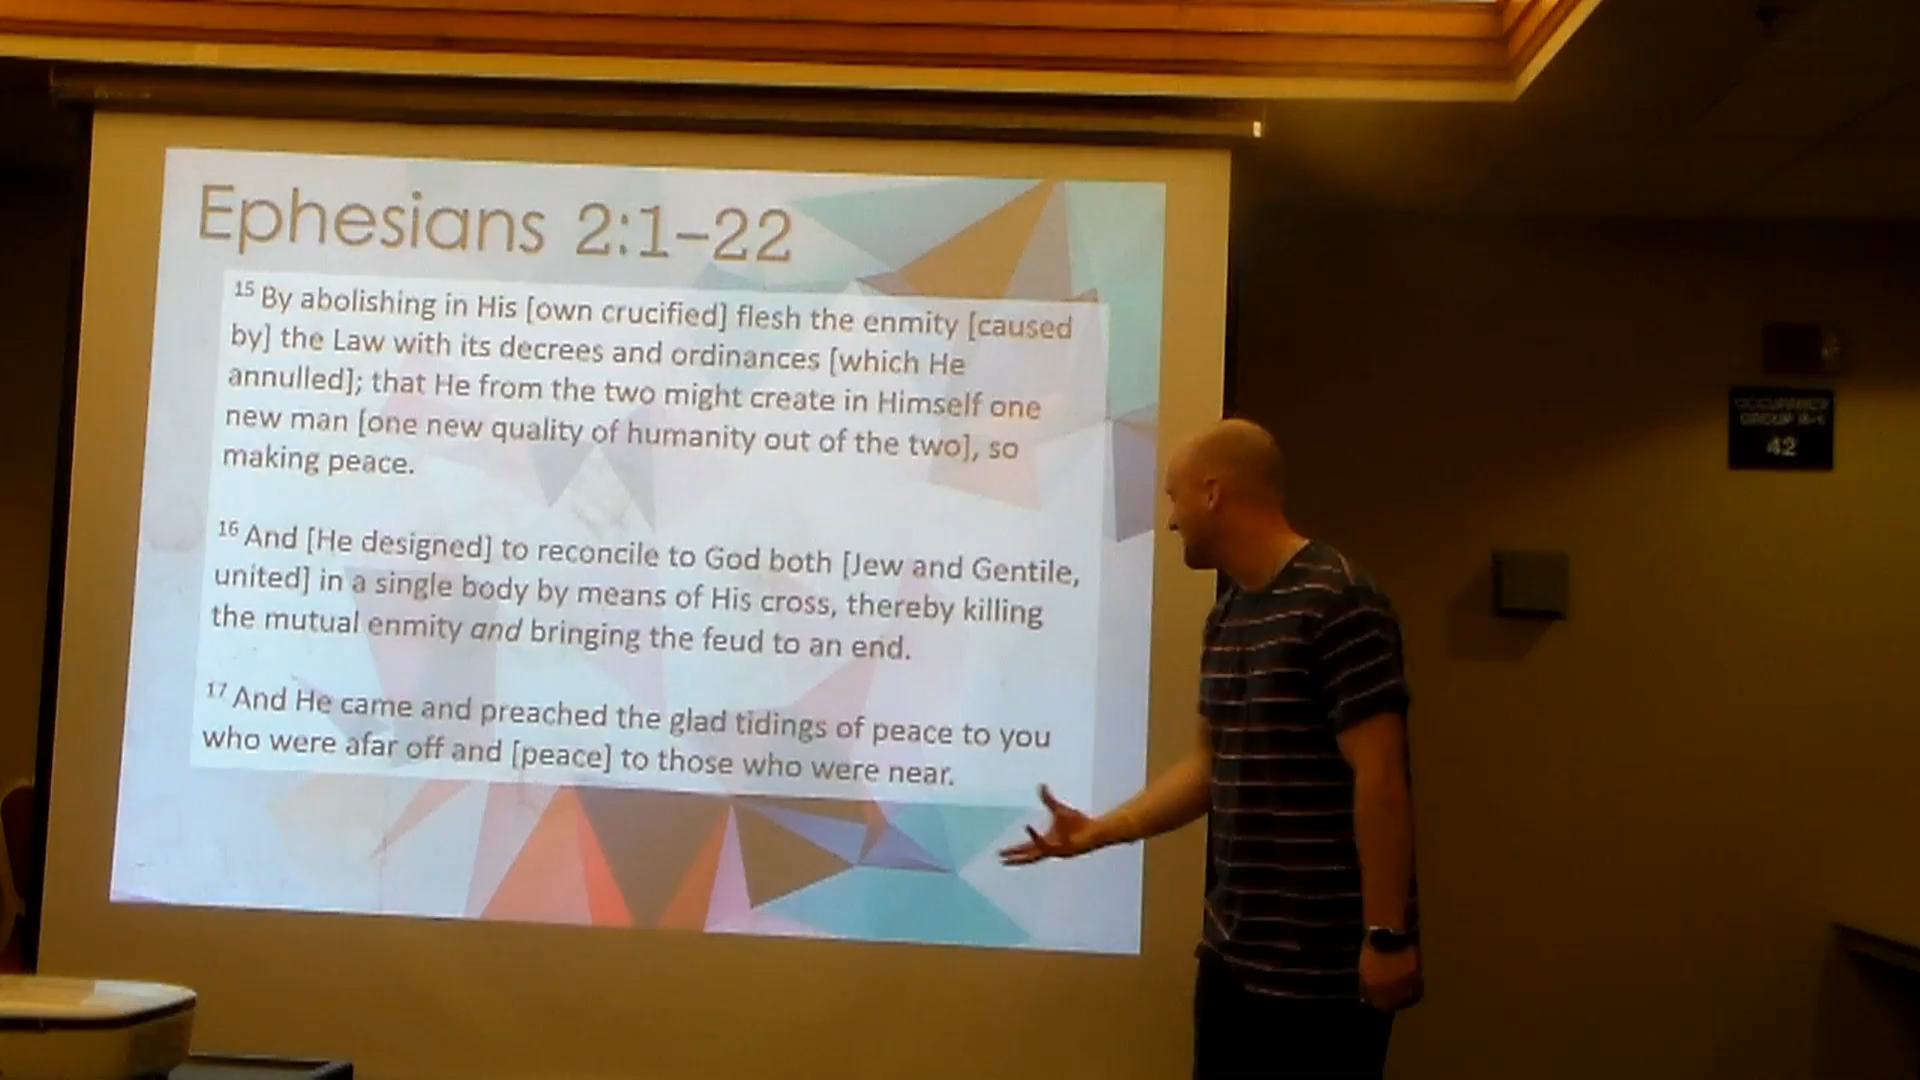 Ephesians 2:1–22
15 By abolishing in His [own crucified] flesh the enmity [caused
by] the Law with its decrees and ordinances [which He
annulled]; that He from the two might create in Himself one
new man [one new quality of humanity out of the two], so
making peace.
16 And [He designed] to reconcile to God both [Jew and Gentile,
united] in a single body by means of His cross, thereby killing
the mutual enmity and bringing the feud to an end.
17 And He came and preached the glad tidings of peace to you
who were afar off and [peace] to those who were near.
OCCUPANCY
GROUP
42